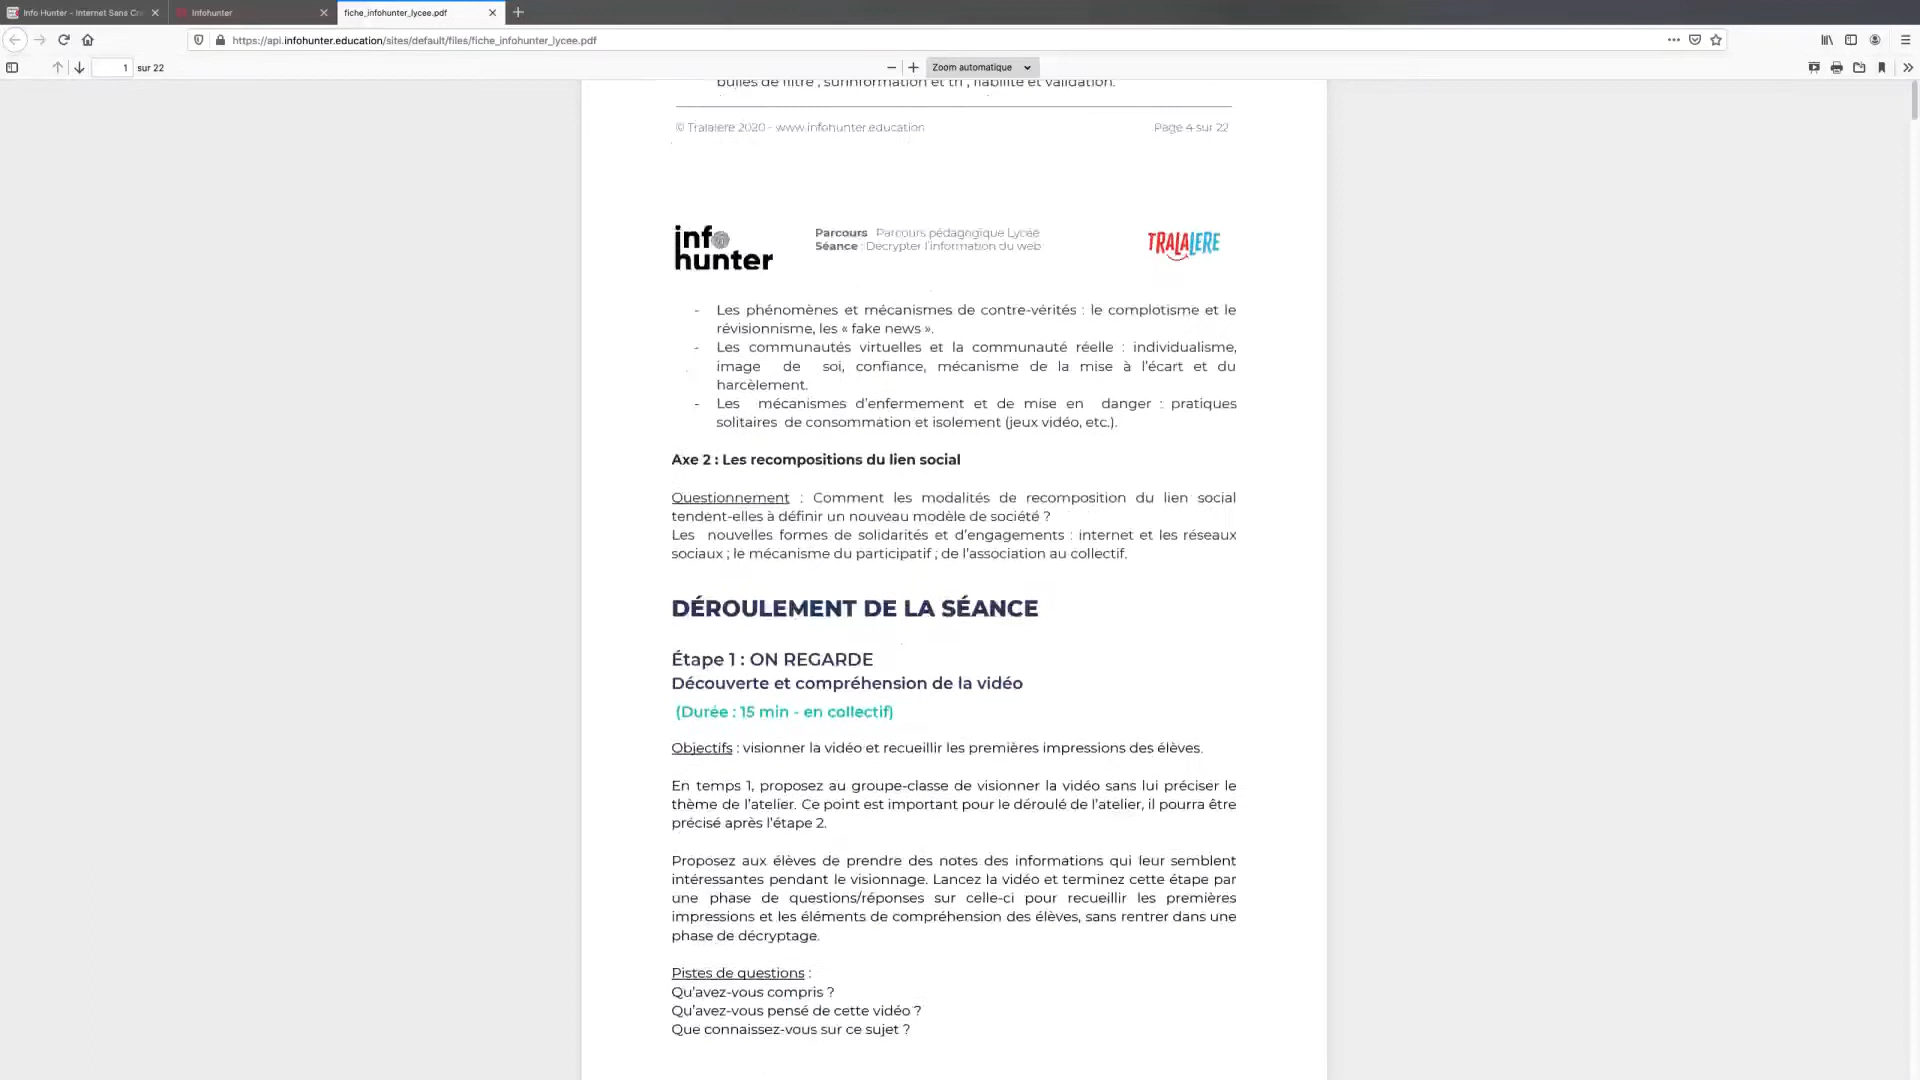 Info Hunter - Internet Sans Cr
Infohunter
fiche_infohunter_lycee.pdf
https://api.infohunter.education/sites/default/files/fiche_infohunter_lycee.pdf
1 sur 22
Zoom automatique
bulles de filtre ; surinformation et tri ; fiabilité et validation.
© Tralalere 2020 - www.infohunter.education
Page 4 sur 22
info hunter
Parcours Parcours pédagogique Lycée
Séance : Decrypter l'information du web
TRALALERE
- Les phénomènes et mécanismes de contre-vérités : le complotisme et le
révisionnisme, les « fake news ».
- Les communautés virtuelles et la communauté réelle : individualisme,
image de soi, confiance, mécanisme de la mise à l'écart et du
harcèlement.
- Les mécanismes d'enfermement et de mise en danger : pratiques
solitaires de consommation et isolement (jeux vidéo, etc.).
Axe 2 : Les recompositions du lien social
Questionnement : Comment les modalités de recomposition du lien social
tendent-elles à définir un nouveau modèle de société ?
Les nouvelles formes de solidarités et d'engagements : internet et les réseaux
sociaux ; le mécanisme du participatif ; de l'association au collectif.
DÉROULEMENT DE LA SÉANCE
Étape 1 : ON REGARDE
Découverte et compréhension de la vidéo
(Durée : 15 min - en collectif)
Objectifs : visionner la vidéo et recueillir les premières impressions des élèves.
En temps 1, proposez au groupe-classe de visionner la vidéo sans lui préciser le
thème de l'atelier. Ce point est important pour le déroulé de l'atelier, il pourra être
précisé après l'étape 2.
Proposez aux élèves de prendre des notes des informations qui leur semblent
intéressantes pendant le visionnage. Lancez la vidéo et terminez cette étape par
une phase de questions/réponses sur celle-ci pour recueillir les premières
impressions et les éléments de compréhension des élèves, sans rentrer dans une
phase de décryptage.
Pistes de questions :
Qu'avez-vous compris ?
Qu'avez-vous pensé de cette vidéo ?
Que connaissez-vous sur ce sujet ?